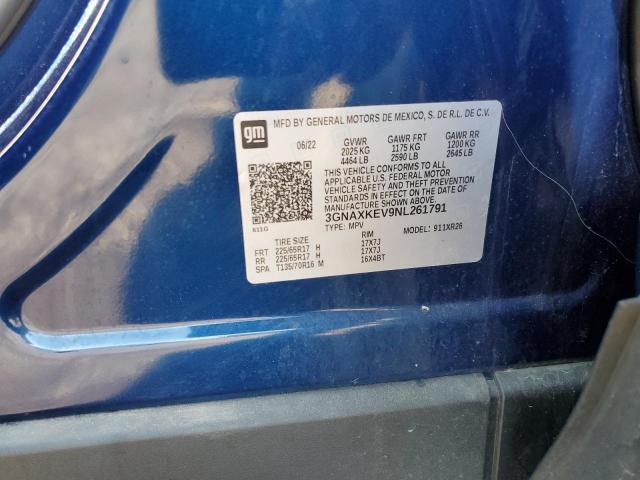 gm
MFD BY GENERAL MOTORS DE MEXICO, S. DE R.L. DE C.V.
06/22 GVWR GAWR FRT GAWR RR
2025 KG 1175 KG 1200 KG
4464 LB 2590 LB 2645 LB
THIS VEHICLE CONFORMS TO ALL
APPLICABLE U.S. FEDERAL MOTOR
VEHICLE SAFETY AND THEFT PREVENTION
STANDARDS IN EFFECT ON THE DATE OF
MANUFACTURE SHOWN ABOVE.
3GNAXKEV9NL261791
611G TYPE: MPV MODEL: 911XR26
TIRE SIZE RIM
FRT 225/65R17 H 17X7J
RR 225/65R17 H 17X7J
SPA T135/70R16 M 16X4BT